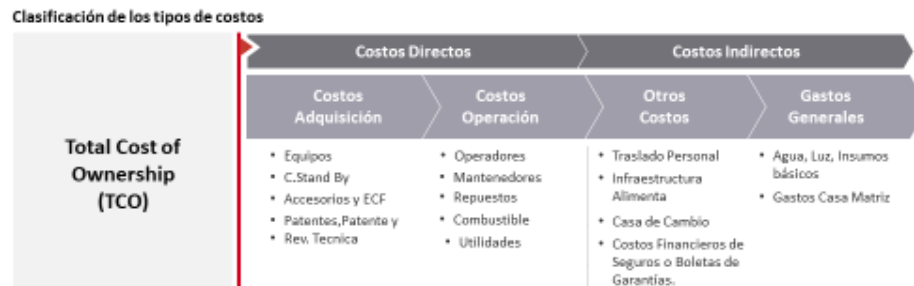 Clasificación de los tipos de costos
Costos Directos
Costos Indirectos
Total Cost of
Ownership
(TCO)
Costos
Adquisición
• Equipos
• C.Stand By
• Accesorios y ECF
• Patentes,Patente y
• Rev. Tecnica
Costos
Operación
• Operadores
• Mantenedores
• Repuestos
• Combustible
• Utilidades
Otros
Costos
• Traslado Personal
• Infraestructura
Alimenta
• Casa de Cambio
• Costos Financieros de
Seguros o Boletas de
Garantías.
Gastos
Generales
• Agua, Luz, Insumos
básicos
• Gastos Casa Matriz